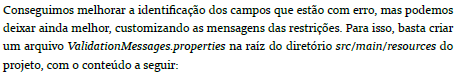 Conseguimos melhorar a identificação dos campos que estão com erro, mas podemos
deixar ainda melhor, customizando as mensagens das restrições. Para isso, basta criar
um arquivo ValidationMessages.properties na raíz do diretório src/main/resources do
projeto, com o conteúdo a seguir: